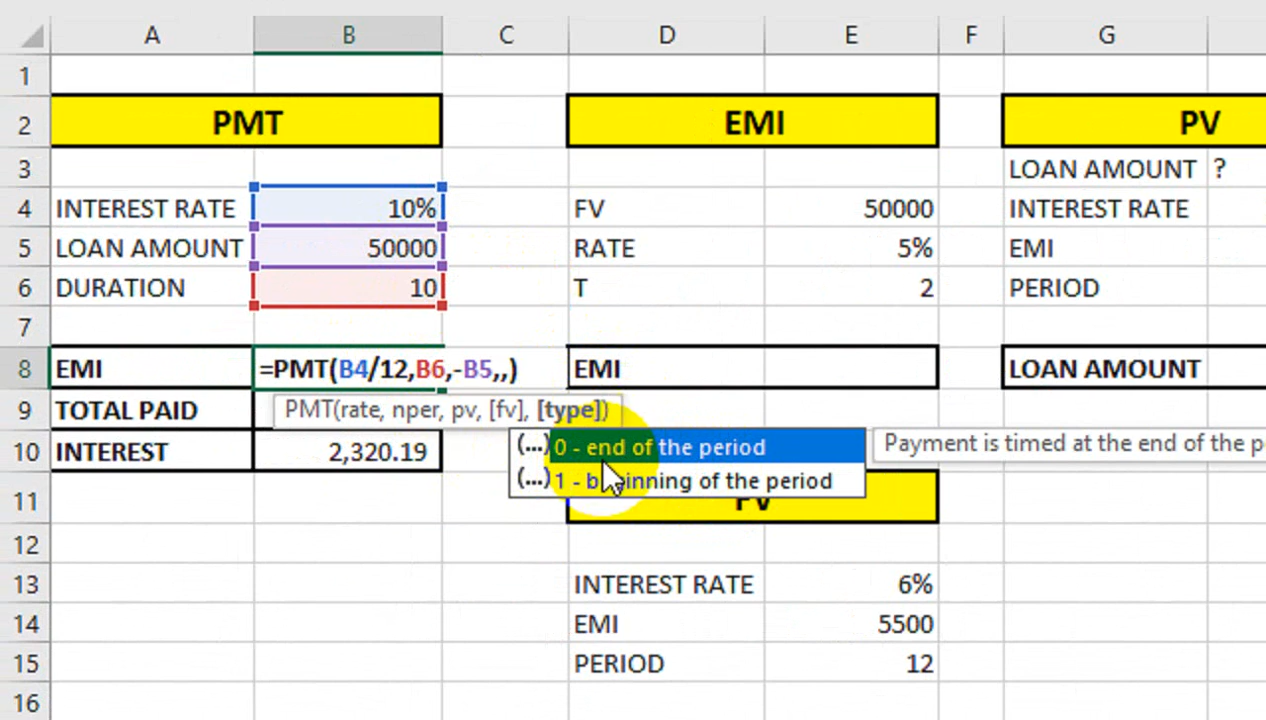 A B C D E F G
1
2 PMT EMI PV
3 LOAN AMOUNT ?
4 INTEREST RATE 10% FV 50000 INTEREST RATE
5 LOAN AMOUNT 50000 RATE 5% EMI
6 DURATION 10 T 2 PERIOD
7
8 EMI =PMT(B4/12,B6,-B5,,) EMI LOAN AMOUNT
9 TOTAL PAID PMT(rate, nper, pv, [fv], [type])
10 INTEREST 2,320.19 (...) 0 - end of the period Payment is timed at the end of the p
(...) 1 - beginning of the period
11 FV
12
13 INTEREST RATE 6%
14 EMI 5500
15 PERIOD 12
16